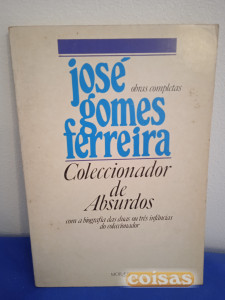 josé
obras completas
gomes
ferreira
Coleccionador
de
Absurdos
com a biografia das duas ou três infâncias
do coleccionador
coisas